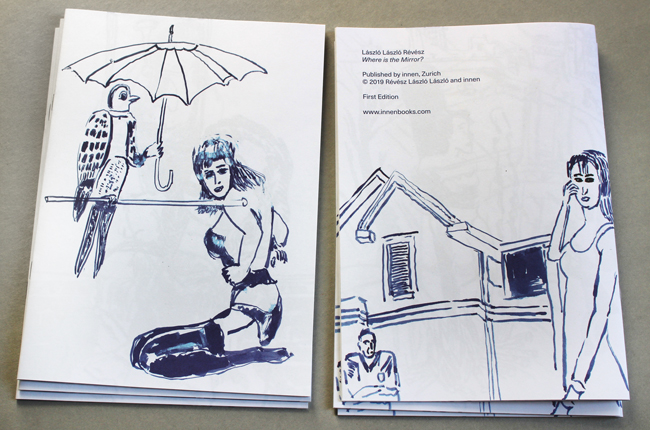 László László Révész
Where is the Mirror?
Published by innen, Zurich
© 2019 Révész László László and innen
First Edition
www.innenbooks.com